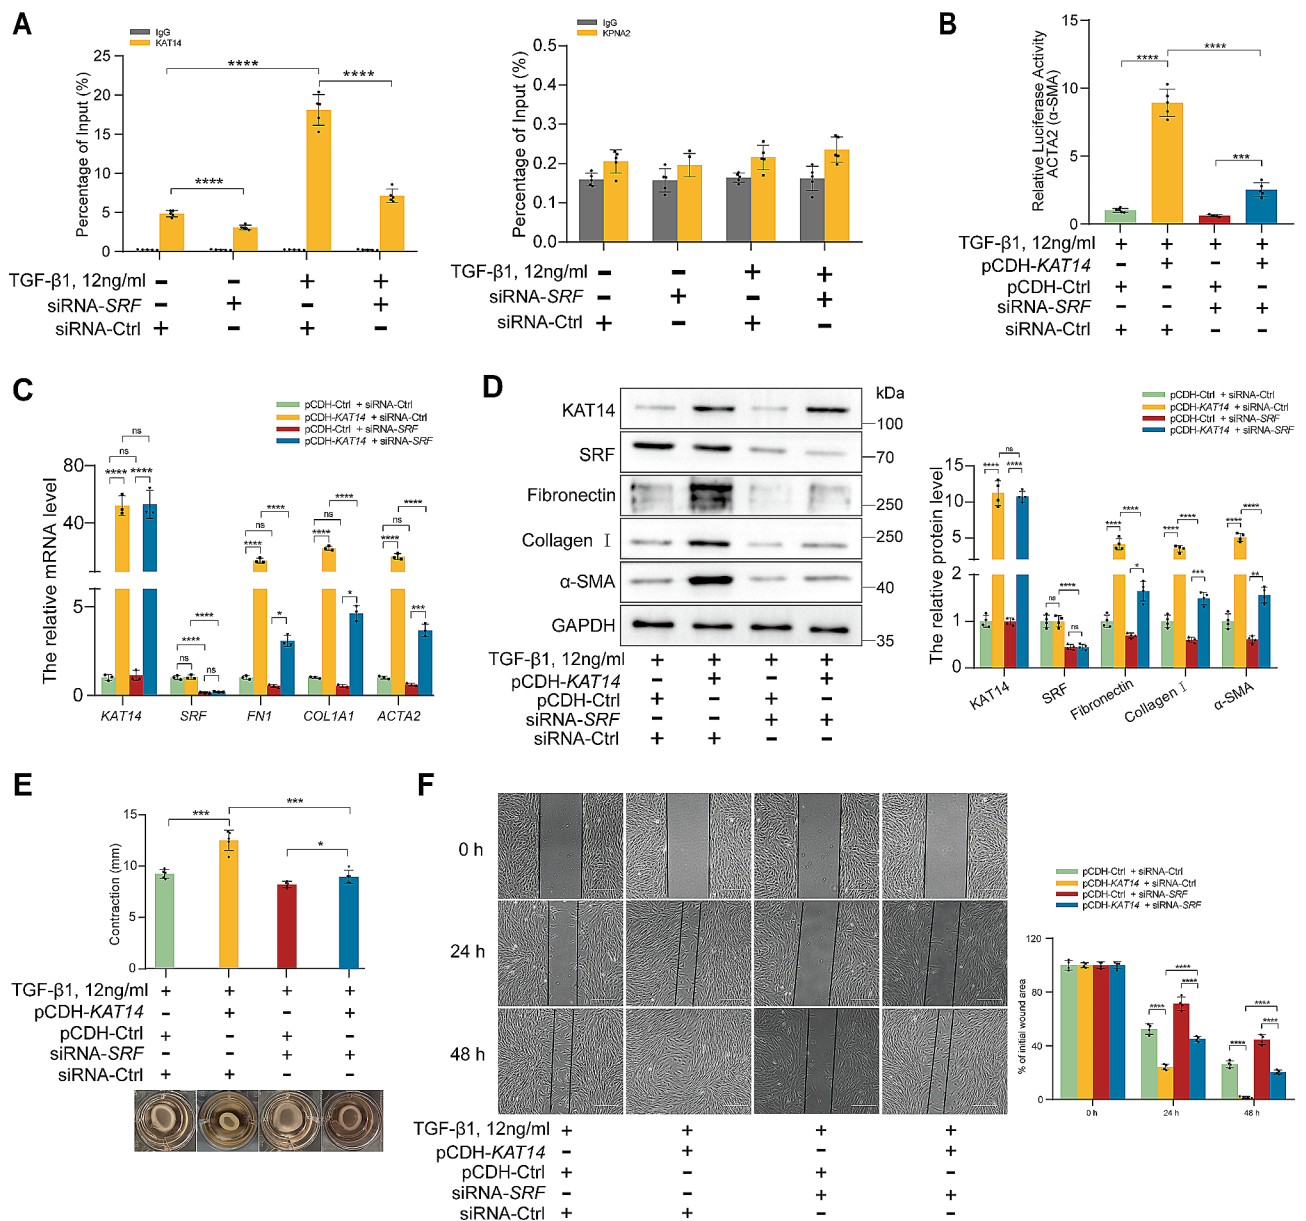 A
IgG
KAT14
Percentage of Input (%)
25
20
15
10
5
0
**** **** ****
TGF-β1, 12ng/ml - - + +
siRNA-SRF - + - +
siRNA-Ctrl + - + -
IgG
KPNA2
Percentage of Input (%)
0.5
0.4
0.3
0.2
0.1
0.0
TGF-β1, 12ng/ml - - + +
siRNA-SRF - + - +
siRNA-Ctrl + - + -
B
Relative Luciferase Activity
ACTA2 (α-SMA)
15
10
5
0
**** **** ***
TGF-β1, 12ng/ml + + + +
pCDH-KAT14 - + - +
pCDH-Ctrl + - + -
siRNA-SRF - - + +
siRNA-Ctrl + + - -
C
pCDH-Ctrl + siRNA-Ctrl
pCDH-KAT14 + siRNA-Ctrl
pCDH-Ctrl + siRNA-SRF
pCDH-KAT14 + siRNA-SRF
The relative mRNA level
80
40
5
0
ns
ns
**** ****
****
****
ns ns
****
ns
****
*
****
ns
****
*
****
ns
****
***
KAT14 SRF FN1 COL1A1 ACTA2
D
kDa
KAT14 —100
SRF —70
Fibronectin —250
Collagen Ⅰ —250
α-SMA —40
GAPDH —35
TGF-β1, 12ng/ml + + + +
pCDH-KAT14 - + - +
pCDH-Ctrl + - + -
siRNA-SRF - - + +
siRNA-Ctrl + + - -
pCDH-Ctrl + siRNA-Ctrl
pCDH-KAT14 + siRNA-Ctrl
pCDH-Ctrl + siRNA-SRF
pCDH-KAT14 + siRNA-SRF
The relative protein level
15
10
5
2
1
0
ns
**** ****
****
ns ns
****
****
*
****
****
***
****
****
**
KAT14 SRF Fibronectin Collagen Ⅰ α-SMA
E
Contraction (mm)
15
10
5
0
*** *** *
TGF-β1, 12ng/ml + + + +
pCDH-KAT14 - + - +
pCDH-Ctrl + - + -
siRNA-SRF - - + +
siRNA-Ctrl + + - -
F
0 h
24 h
48 h
TGF-β1, 12ng/ml + + + +
pCDH-KAT14 - + - +
pCDH-Ctrl + - + -
siRNA-SRF - - + +
siRNA-Ctrl + + - -
pCDH-Ctrl + siRNA-Ctrl
pCDH-KAT14 + siRNA-Ctrl
pCDH-Ctrl + siRNA-SRF
pCDH-KAT14 + siRNA-SRF
% of initial wound area
120
80
40
0
****
**** ****
****
**** ****
0 h 24 h 48 h